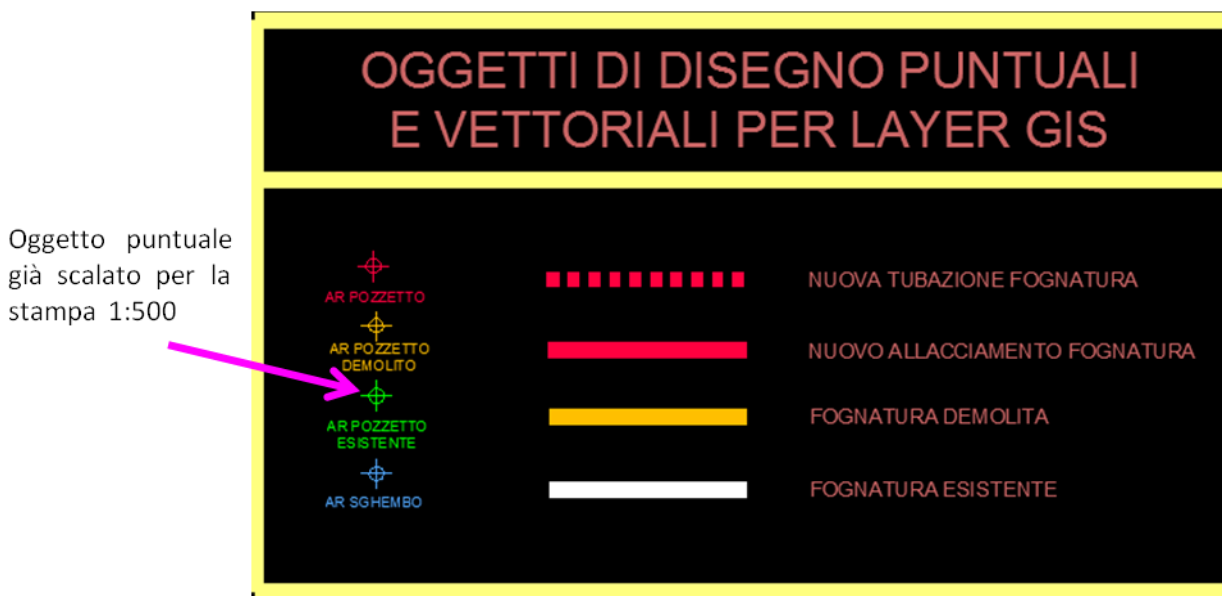 OGGETTI DI DISEGNO PUNTUALI
E VETTORIALI PER LAYER GIS
Oggetto puntuale
già scalato per la
stampa 1:500
AR POZZETTO
AR POZZETTO
DEMOLITO
AR POZZETTO
ESISTENTE
AR SGHEMBO
NUOVA TUBAZIONE FOGNATURA
NUOVO ALLACCIAMENTO FOGNATURA
FOGNATURA DEMOLITA
FOGNATURA ESISTENTE